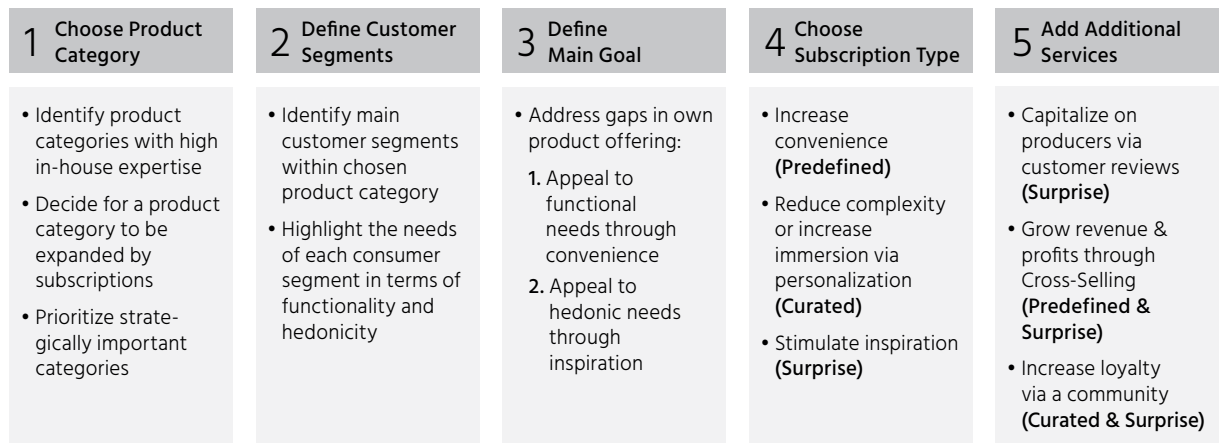 1 Choose Product
Category
• Identify product
categories with high
in-house expertise
• Decide for a product
category to be
expanded by
subscriptions
• Prioritize strate-
gically important
categories
2 Define Customer
Segments
• Identify main
customer segments
within chosen
product category
• Highlight the needs
of each consumer
segment in terms of
functionality and
hedonicity
3 Define
Main Goal
• Address gaps in own
product offering:
1. Appeal to
functional
needs through
convenience
2. Appeal to
hedonic needs
through
inspiration
4 Choose
Subscription Type
• Increase
convenience
(Predefined)
• Reduce complexity
or increase
immersion via
personalization
(Curated)
• Stimulate inspiration
(Surprise)
5 Add Additional
Services
• Capitalize on
producers via
customer reviews
(Surprise)
• Grow revenue &
profits through
Cross-Selling
(Predefined &
Surprise)
• Increase loyalty
via a community
(Curated & Surprise)